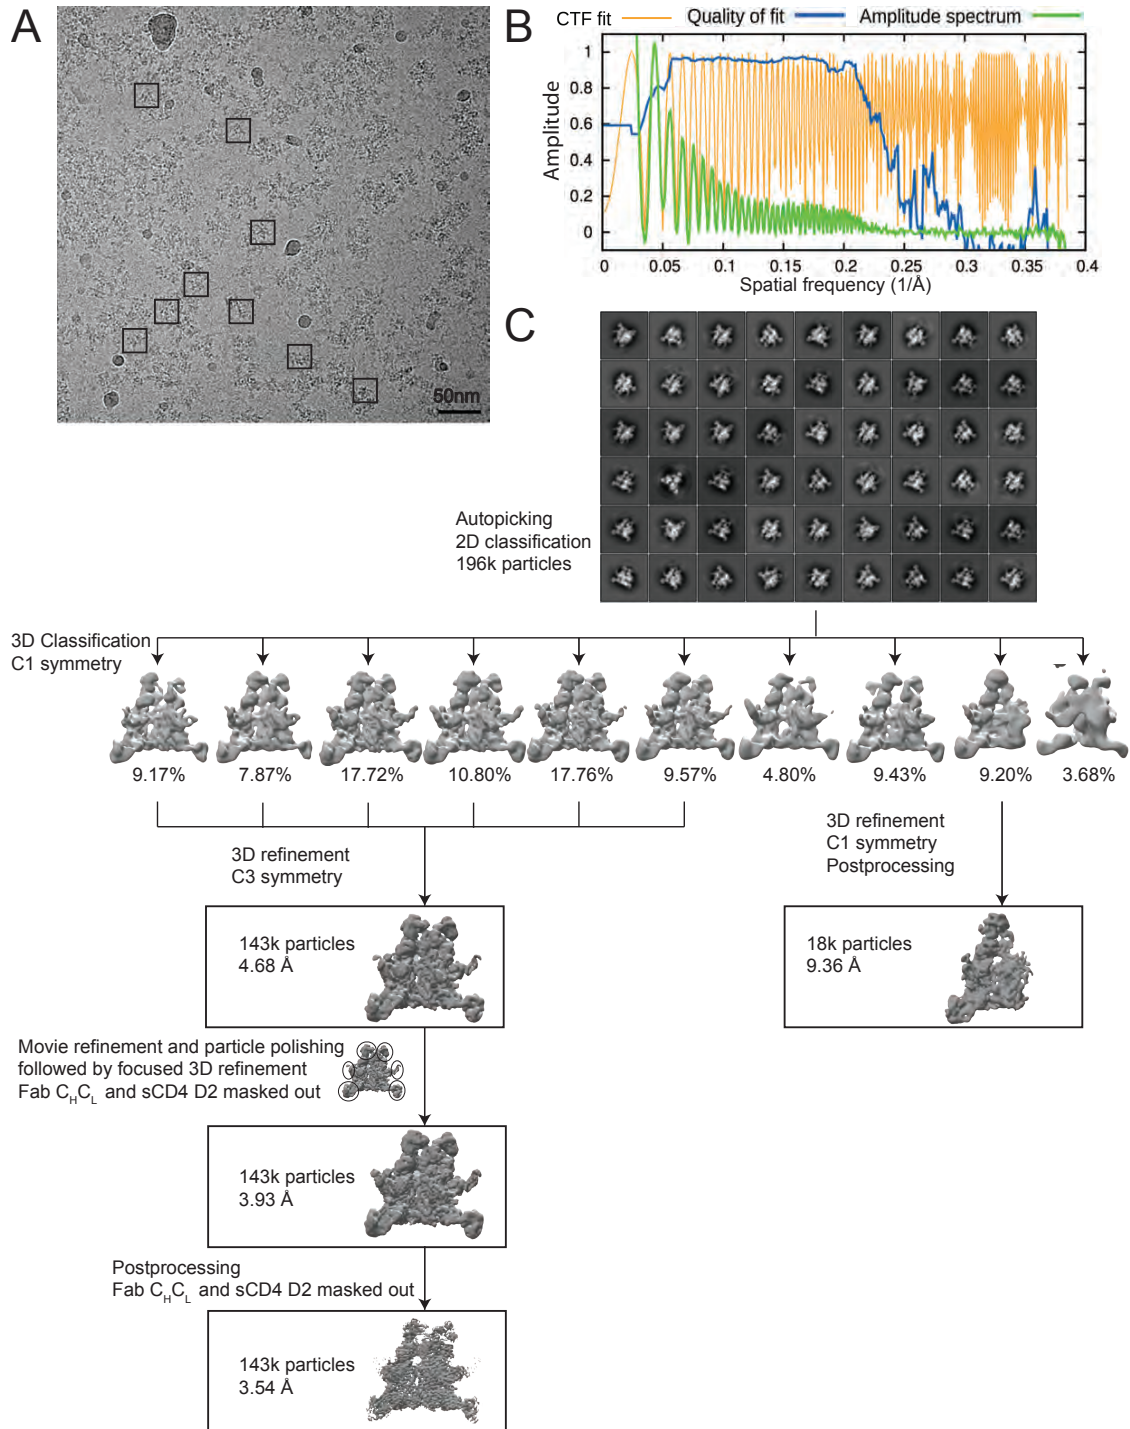 A
50nm
B
CTF fit
Quality of fit
Amplitude spectrum
1
0.8
0.6
0.4
0.2
0
Amplitude
0
0.05
0.1
0.15
0.2
0.25
0.3
0.35
0.4
Spatial frequency (1/Å)
C
Autopicking
2D classification
196k particles
3D Classification
C1 symmetry
9.17%
7.87%
17.72%
10.80%
17.76%
9.57%
4.80%
9.43%
9.20%
3.68%
3D refinement
C3 symmetry
3D refinement
C1 symmetry
Postprocessing
143k particles
4.68 Å
18k particles
9.36 Å
Movie refinement and particle polishing
followed by focused 3D refinement
Fab CHCL and sCD4 D2 masked out
143k particles
3.93 Å
Postprocessing
Fab CHCL and sCD4 D2 masked out
143k particles
3.54 Å